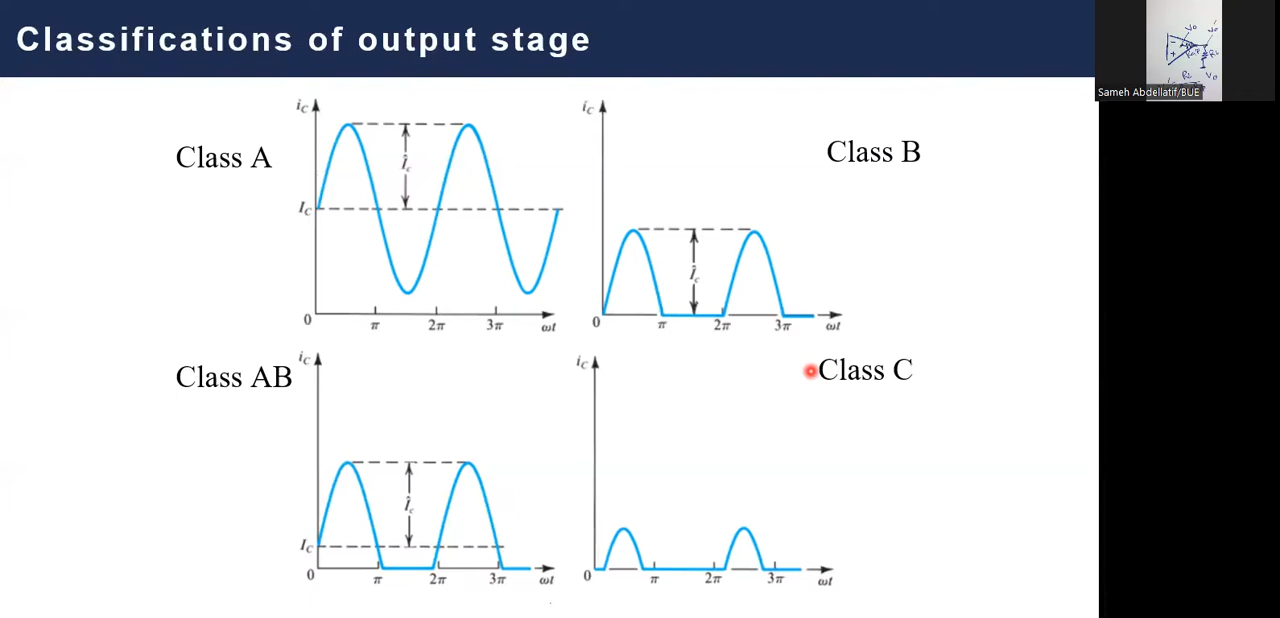 Classifications of output stage
Sameh Abdellatif/BUE
Class A
i_C
Î_c
I_C
0
π
2π
3π
ωt
Class B
i_C
Î_c
0
π
2π
3π
ωt
Class AB
i_C
Î_c
I_C
0
π
2π
3π
ωt
Class C
i_C
0
π
2π
3π
ωt